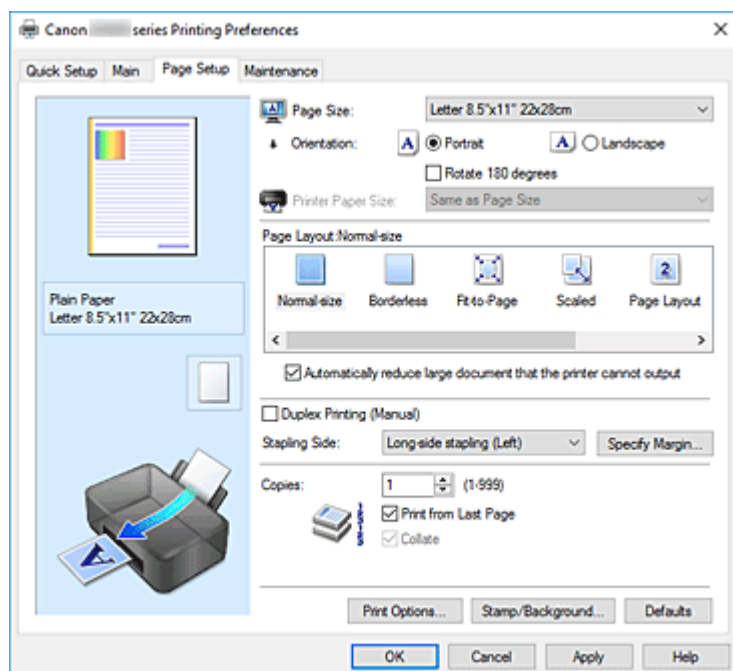 Canon series Printing Preferences
Quick Setup Main Page Setup Maintenance
Page Size: Letter 8.5"x11" 22x28cm
Orientation: A Portrait A Landscape
Rotate 180 degrees
Printer Paper Size: Same as Page Size
Page Layout:Normal-size
2
Normal-size Borderless Fit-to-Page Scaled Page Layout
Plain Paper
Letter 8.5"x11" 22x28cm
Automatically reduce large document that the printer cannot output
Duplex Printing (Manual)
Stapling Side: Long-side stapling (Left) Specify Margin...
Copies: 1 (1-999)
Print from Last Page
Collate
A
Print Options... Stamp/Background... Defaults
OK Cancel Apply Help